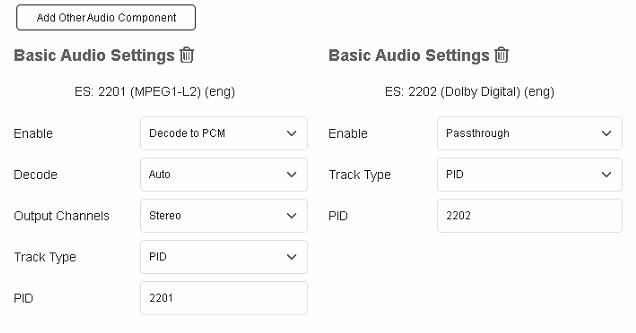 Add Other Audio Component
Basic Audio Settings
ES: 2201 (MPEG1-L2) (eng)
Enable Decode to PCM
Decode Auto
Output Channels Stereo
Track Type PID
PID 2201
Basic Audio Settings
ES: 2202 (Dolby Digital) (eng)
Enable Passthrough
Track Type PID
PID 2202